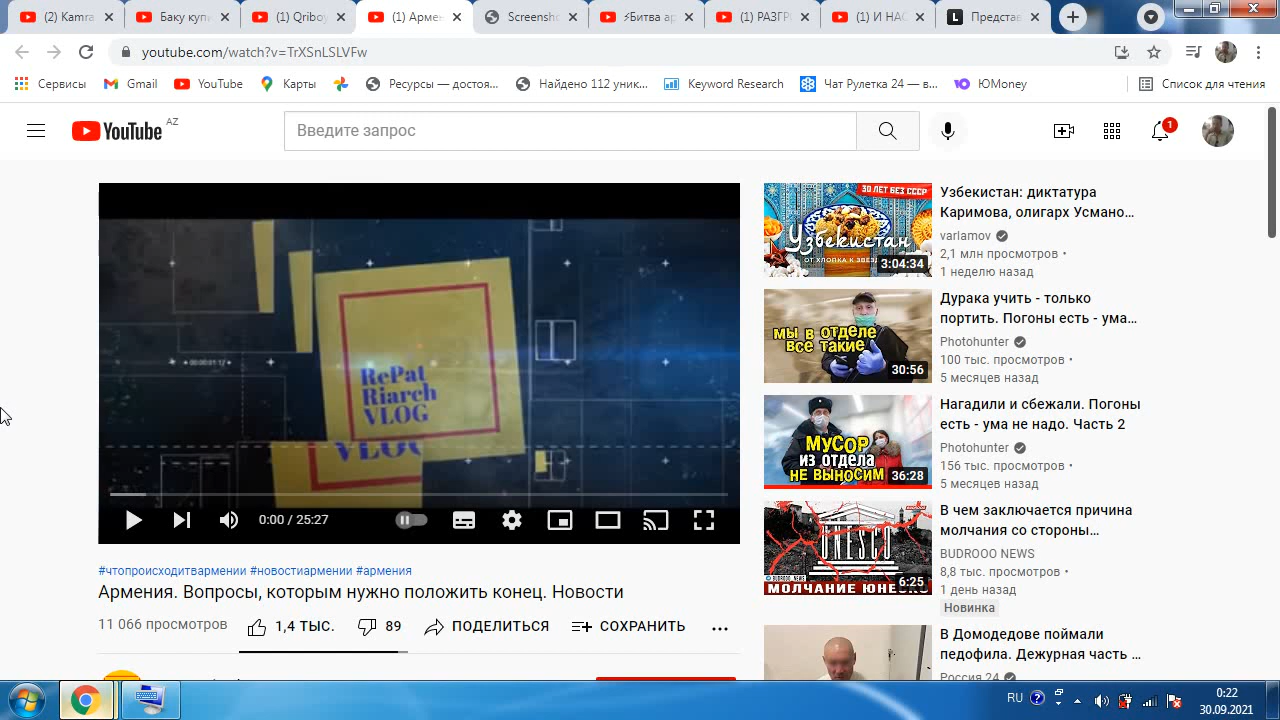 (2) Kamra
Баку купи
(1) Qriboy
(1) Армен
Screensh
⚡Битва ар
(1) РАЗГР
(1) И НАС
Представ
youtube.com/watch?v=TrXSnLSLVFw
Сервисы
Gmail
YouTube
Карты
Ресурсы — достоя...
Найдено 112 уник...
Keyword Research
Чат Рулетка 24 — в...
ЮMoney
Список для чтения
YouTube AZ
Введите запрос
1
RePat
Riarch
VLOG
VLOG
0:00 / 25:27
#чтопроисходитвармении #новостиармении #армения
Армения. Вопросы, которым нужно положить конец. Новости
11 066 просмотров
1,4 ТЫС.
89
ПОДЕЛИТЬСЯ
СОХРАНИТЬ
30 ЛЕТ БЕЗ СССР
Узбекистан
3:04:34
Узбекистан: диктатура
Каримова, олигарх Усмано...
varlamov
2,1 млн просмотров •
1 неделю назад
МЫ В ОТДЕЛЕ
ВСЕ ТАКИЕ
30:56
Дурака учить - только
портить. Погоны есть - ума...
Photohunter
100 тыс. просмотров •
5 месяцев назад
МУСОР
ИЗ ОТДЕЛА
НЕ ВЫНОСИМ
36:28
Нагадили и сбежали. Погоны
есть - ума не надо. Часть 2
Photohunter
156 тыс. просмотров •
5 месяцев назад
UNESCO
BUDROOO_NEWS
МОЛЧАНИЕ
6:25
В чем заключается причина
молчания со стороны...
BUDROOO NEWS
8,8 тыс. просмотров •
1 день назад
Новинка
В Домодедове поймали
педофила. Дежурная часть ...
Россия 24
RU
0:22
30.09.2021